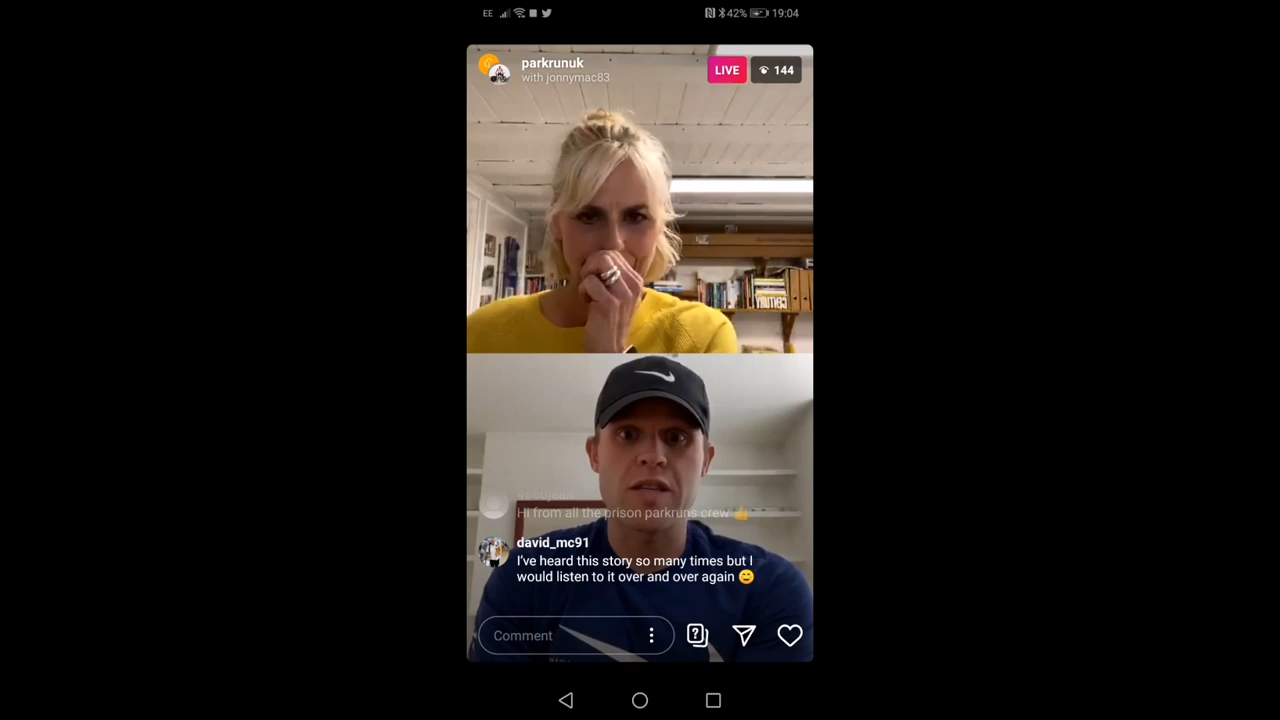 EE 42% 19:04
parkrunuk
with jonnymac83
LIVE 144
Hi from all the prison parkruns crew 👍
david_mc91
I've heard this story so many times but I
would listen to it over and over again 😊
Comment